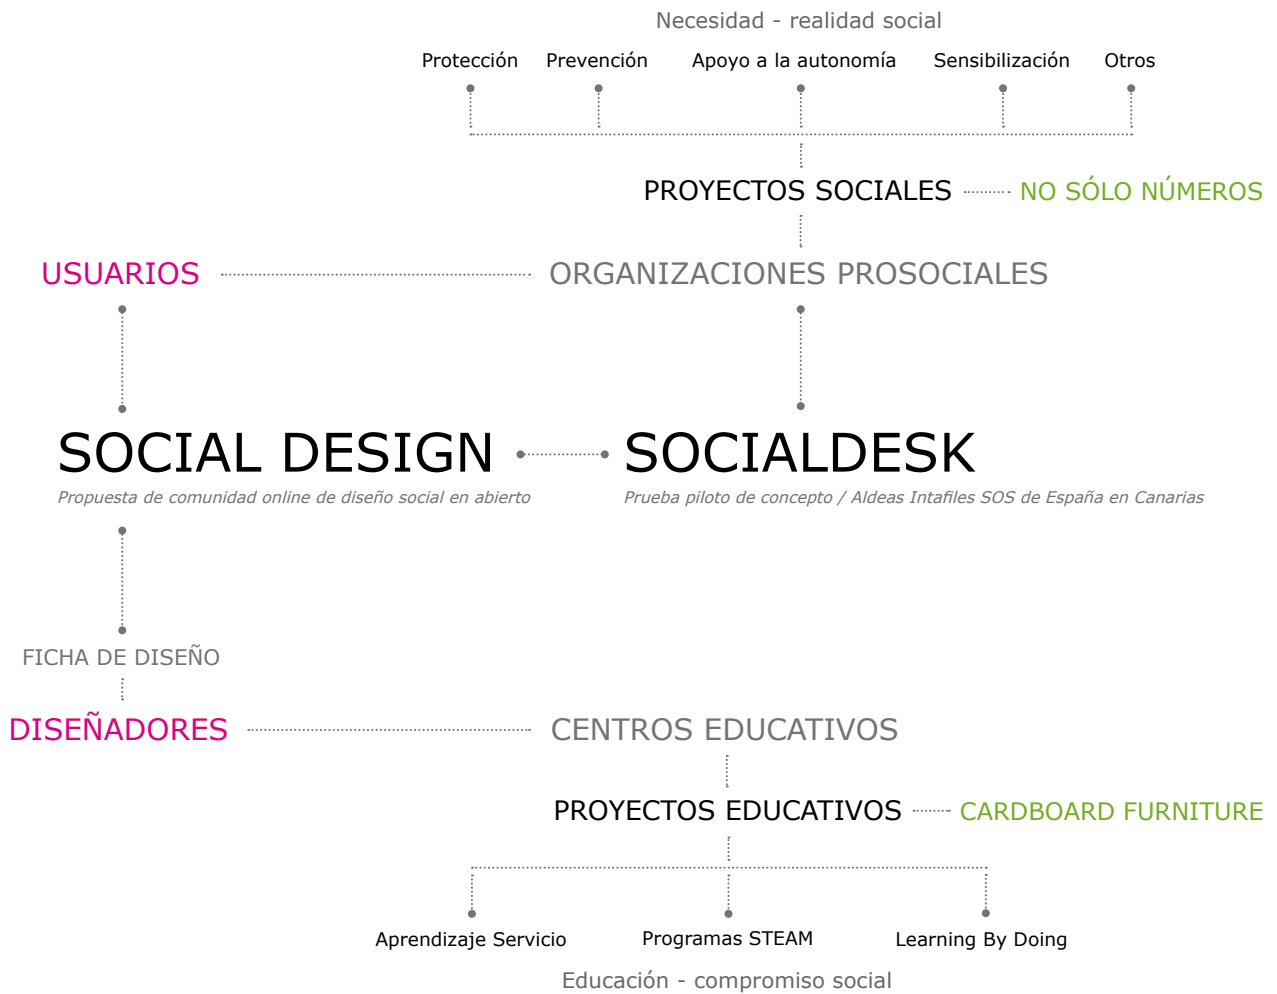 Necesidad - realidad social
Protección Prevención Apoyo a la autonomía Sensibilización Otros
PROYECTOS SOCIALES NO SÓLO NÚMEROS
USUARIOS ORGANIZACIONES PROSOCIALES
SOCIAL DESIGN SOCIALDESK
Propuesta de comunidad online de diseño social en abierto Prueba piloto de concepto / Aldeas Intafiles SOS de España en Canarias
FICHA DE DISEÑO
DISEÑADORES CENTROS EDUCATIVOS
PROYECTOS EDUCATIVOS CARDBOARD FURNITURE
Aprendizaje Servicio Programas STEAM Learning By Doing
Educación - compromiso social